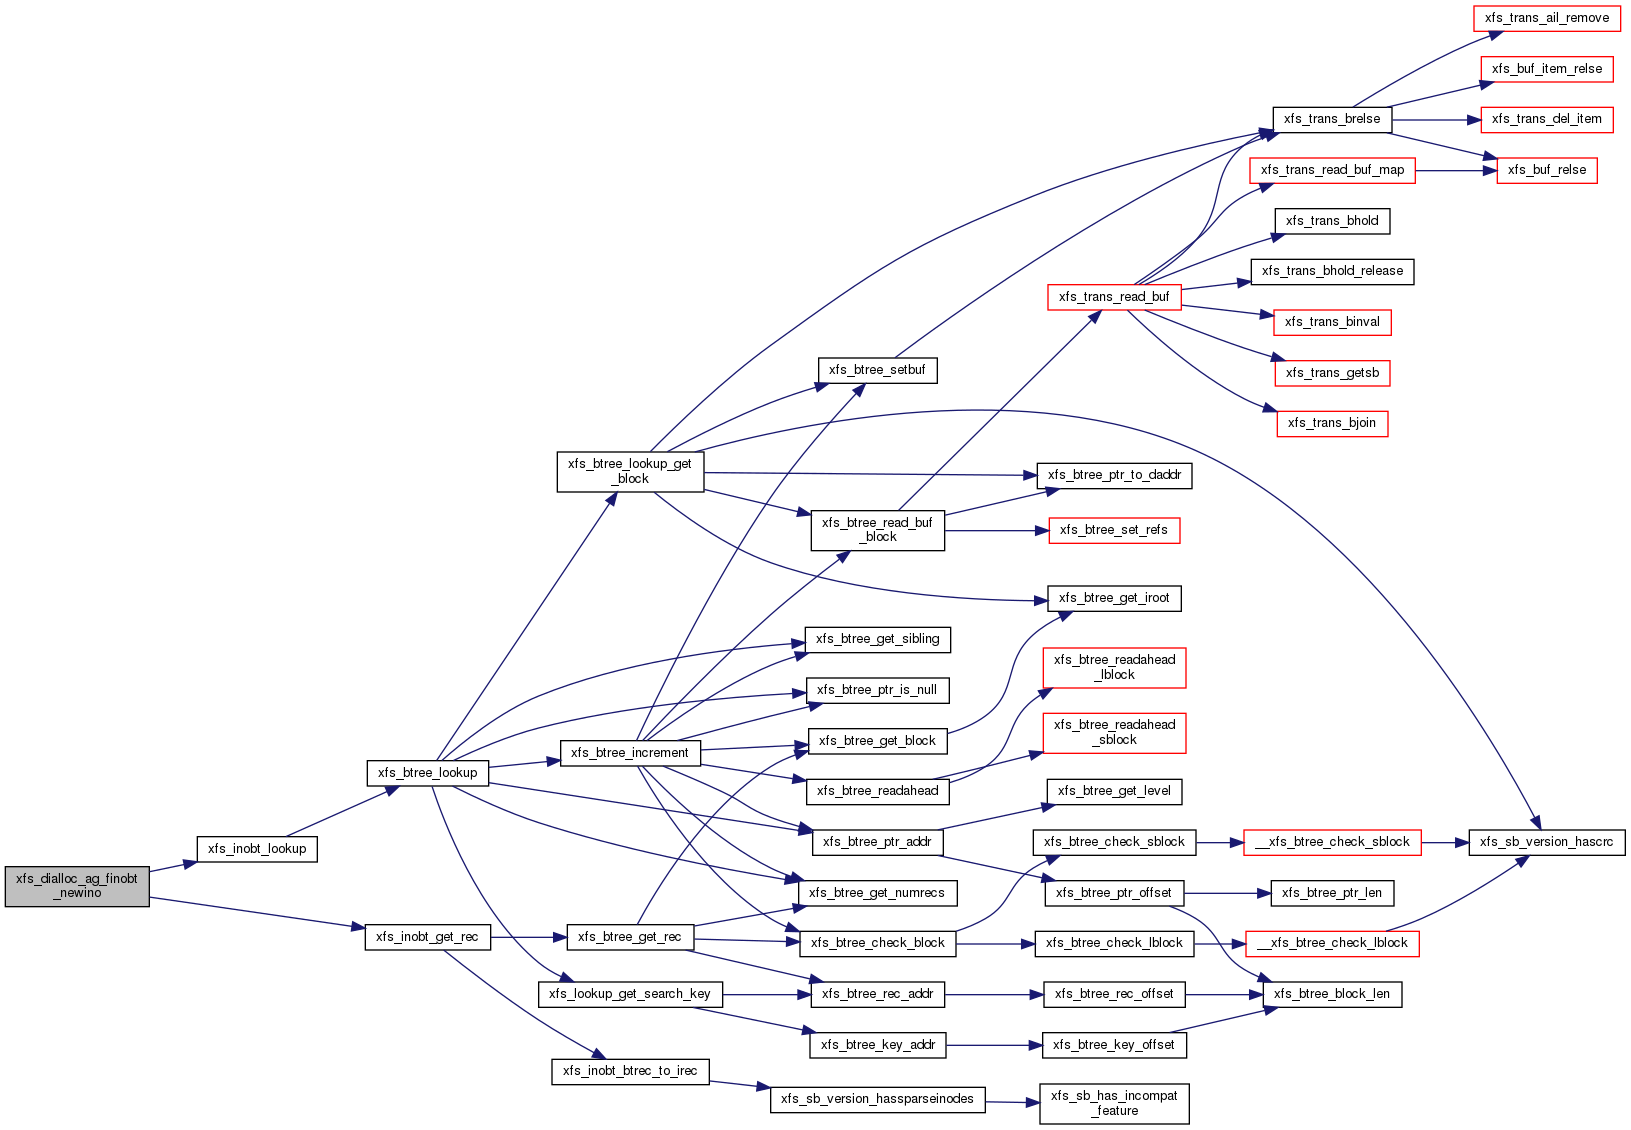 xfs_trans_ail_remove
xfs_buf_item_relse
xfs_trans_brelse
xfs_trans_del_item
xfs_trans_read_buf_map
xfs_buf_relse
xfs_trans_bhold
xfs_trans_bhold_release
xfs_trans_read_buf
xfs_trans_binval
xfs_btree_setbuf
xfs_trans_getsb
xfs_trans_bjoin
xfs_btree_lookup_get
_block
xfs_btree_ptr_to_daddr
xfs_btree_read_buf
_block
xfs_btree_set_refs
xfs_btree_get_iroot
xfs_btree_get_sibling
xfs_btree_readahead
_lblock
xfs_btree_ptr_is_null
xfs_btree_readahead
_sblock
xfs_btree_increment
xfs_btree_get_block
xfs_btree_lookup
xfs_btree_readahead
xfs_btree_get_level
xfs_inobt_lookup
xfs_btree_ptr_addr
xfs_btree_check_sblock
__xfs_btree_check_sblock
xfs_sb_version_hascrc
xfs_dialloc_ag_finobt
_newino
xfs_btree_get_numrecs
xfs_btree_ptr_offset
xfs_btree_ptr_len
xfs_inobt_get_rec
xfs_btree_get_rec
xfs_btree_check_block
xfs_btree_check_lblock
__xfs_btree_check_lblock
xfs_lookup_get_search_key
xfs_btree_rec_addr
xfs_btree_rec_offset
xfs_btree_block_len
xfs_btree_key_addr
xfs_btree_key_offset
xfs_inobt_btrec_to_irec
xfs_sb_version_hassparseinodes
xfs_sb_has_incompat
_feature